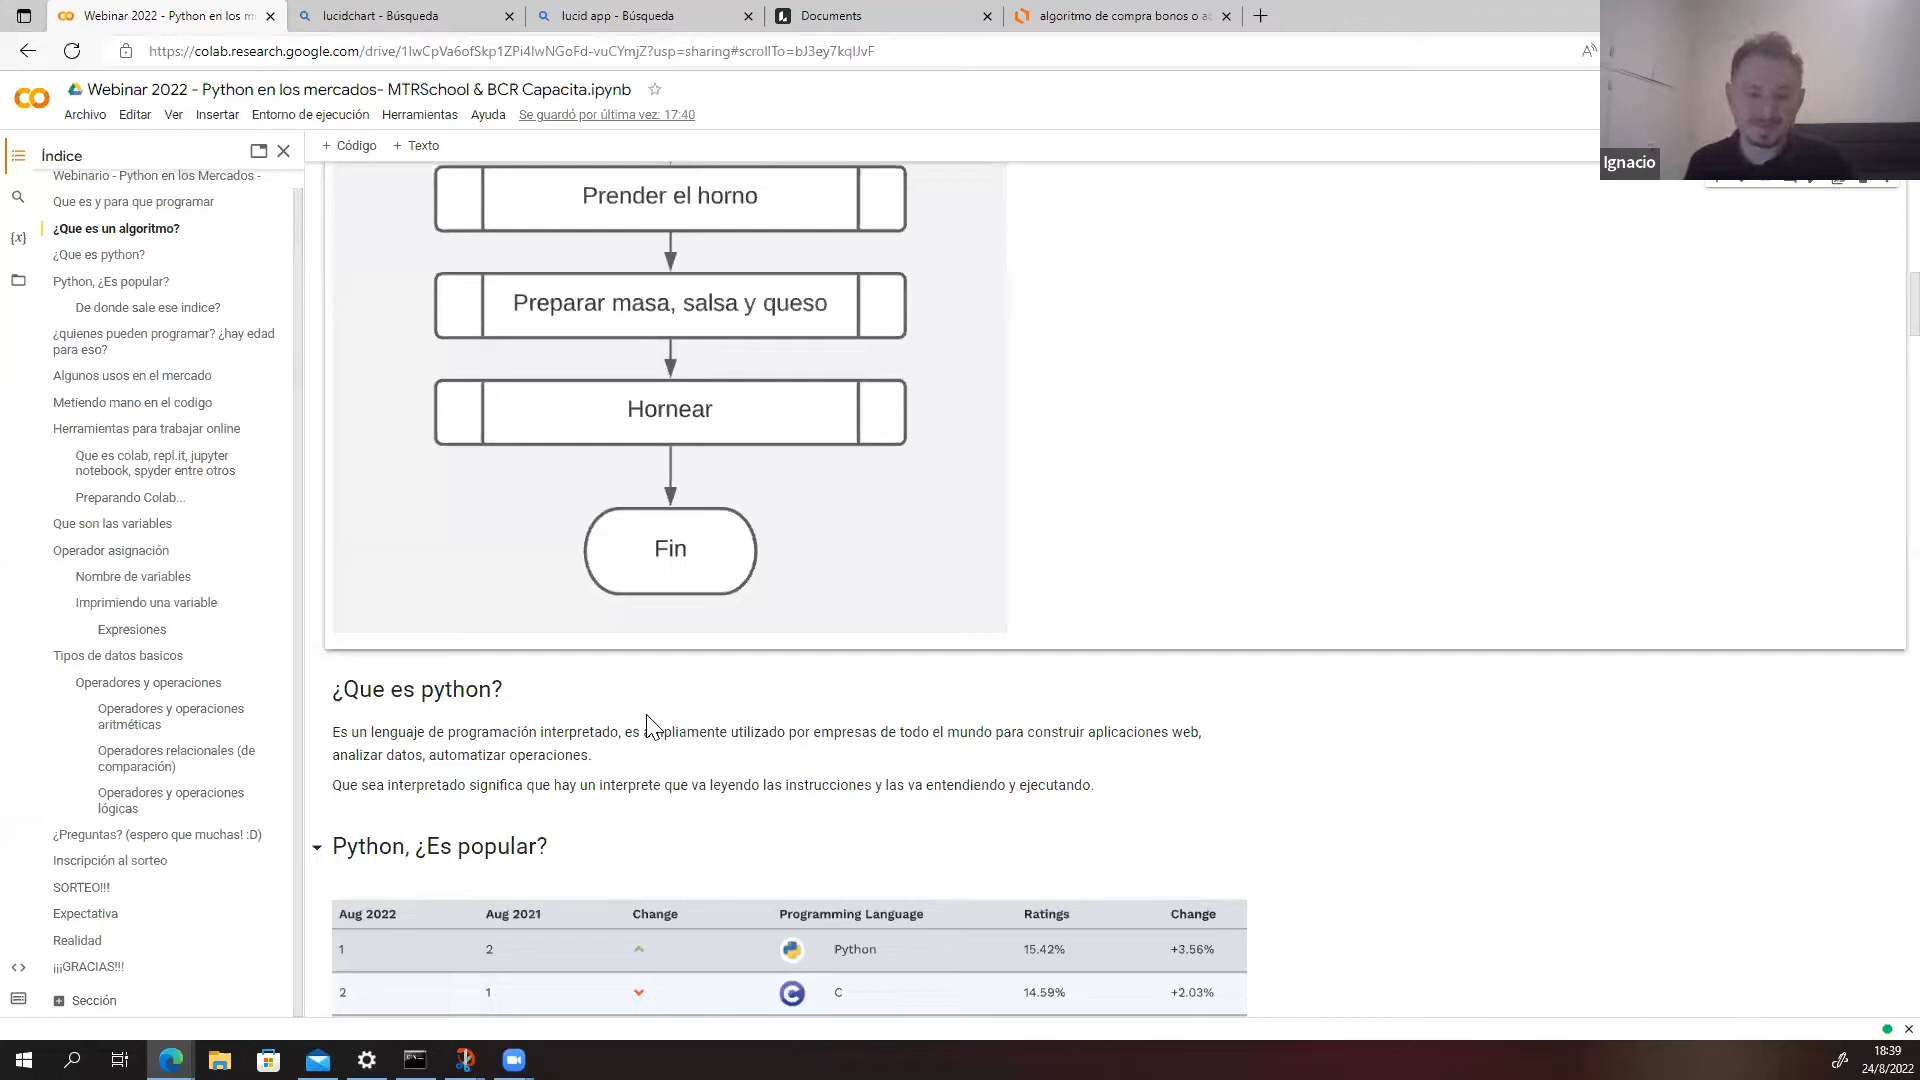 Webinar 2022 - Python en los m
lucidchart - Búsqueda
lucid app - Búsqueda
Documents
algoritmo de compra bonos o ac
https://colab.research.google.com/drive/1IwCpVa6ofSkp1ZPi4IwNGoFd-vuCYmjZ?usp=sharing#scrollTo=bJ3ey7kqIJvF
Webinar 2022 - Python en los mercados- MTRSchool & BCR Capacita.ipynb
Archivo Editar Ver Insertar Entorno de ejecución Herramientas Ayuda Se guardó por última vez: 17:40
Ignacio
+ Código + Texto
Índice
Webinario - Python en los Mercados -
Que es y para que programar
¿Que es un algoritmo?
¿Que es python?
Python, ¿Es popular?
De donde sale ese indice?
¿quienes pueden programar? ¿hay edad
para eso?
Algunos usos en el mercado
Metiendo mano en el codigo
Herramientas para trabajar online
Que es colab, repl.it, jupyter
notebook, spyder entre otros
Preparando Colab...
Que son las variables
Operador asignación
Nombre de variables
Imprimiendo una variable
Expresiones
Tipos de datos basicos
Operadores y operaciones
Operadores y operaciones
aritméticas
Operadores relacionales (de
comparación)
Operadores y operaciones
lógicas
¿Preguntas? (espero que muchas! :D)
Inscripción al sorteo
SORTEO!!!
Expectativa
Realidad
¡¡¡GRACIAS!!!
Sección
Prender el horno
Preparar masa, salsa y queso
Hornear
Fin
¿Que es python?
Es un lenguaje de programación interpretado, es ampliamente utilizado por empresas de todo el mundo para construir aplicaciones web,
analizar datos, automatizar operaciones.
Que sea interpretado significa que hay un interprete que va leyendo las instrucciones y las va entendiendo y ejecutando.
Python, ¿Es popular?
Aug 2022 Aug 2021 Change Programming Language Ratings Change
1 2 Python 15.42% +3.56%
2 1 C 14.59% +2.03%
18:39
24/8/2022